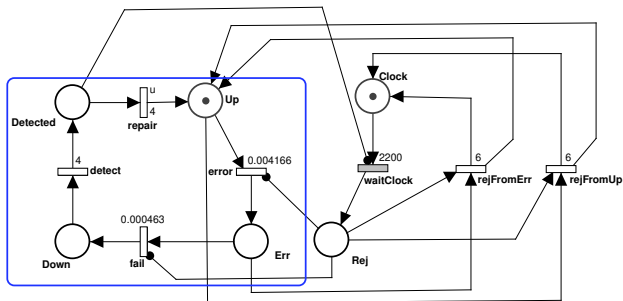 Clock
u
Up
Detected
4
repair
2200
0.004166
6
6
4
detect
error
waitClock
rejFromErr
rejFromUp
0.000463
Down
fail
Err
Rej